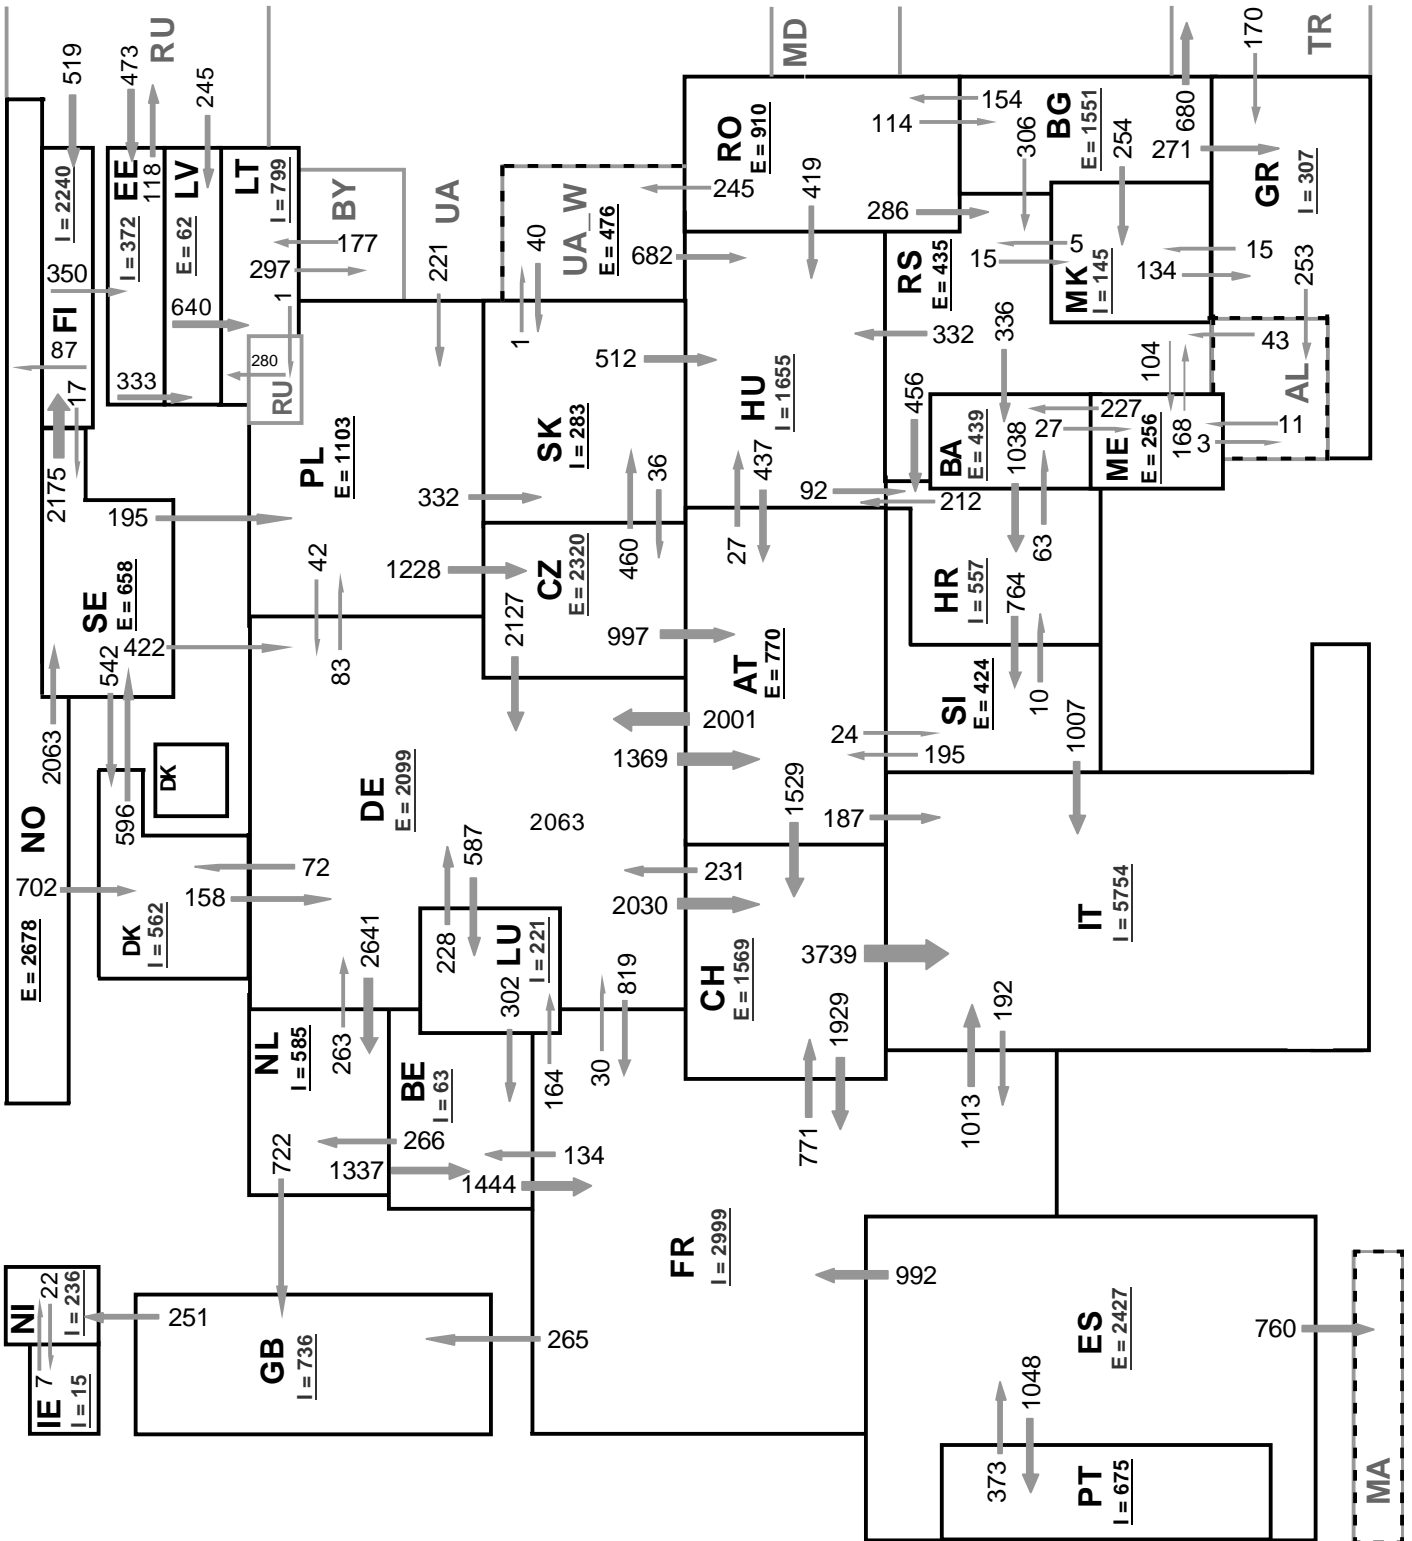 519
473
RU
245
MD
170
TR
680
I = 2240
EE
118
I = 372
LV
E = 62
LT
I = 799
BY
UA
RO
E = 910
154
114
306
BG
E = 1551
254
271
GR
I = 307
350
FI
87
17
333
640
297
177
1
280
RU
221
1
40
UA_W
E = 476
245
682
419
286
RS
E = 435
15
5
MK
I = 145
134
15
253
43
AL
104
168
11
3
2175
195
SE
E = 658
422
542
596
2063
PL
E = 1103
42
83
332
1228
SK
I = 283
460
36
CZ
E = 2320
2127
997
512
HU
I = 1655
27
437
92
212
332
336
456
BA
E = 439
1038
227
27
ME
E = 256
63
HR
I = 557
764
10
SI
E = 424
1007
24
195
187
NO
E = 2678
702
DK
DK
I = 562
72
158
DE
E = 2099
2063
228
587
LU
I = 221
302
164
2001
1369
AT
E = 770
1529
231
2030
CH
E = 1569
3739
IT
I = 5754
771
1929
1013
192
NL
I = 585
263
2641
BE
I = 63
30
819
722
266
1337
134
1444
FR
I = 2999
992
NI
I = 236
22
7
IE
I = 15
251
GB
I = 736
265
ES
E = 2427
760
373
1048
PT
I = 675
MA